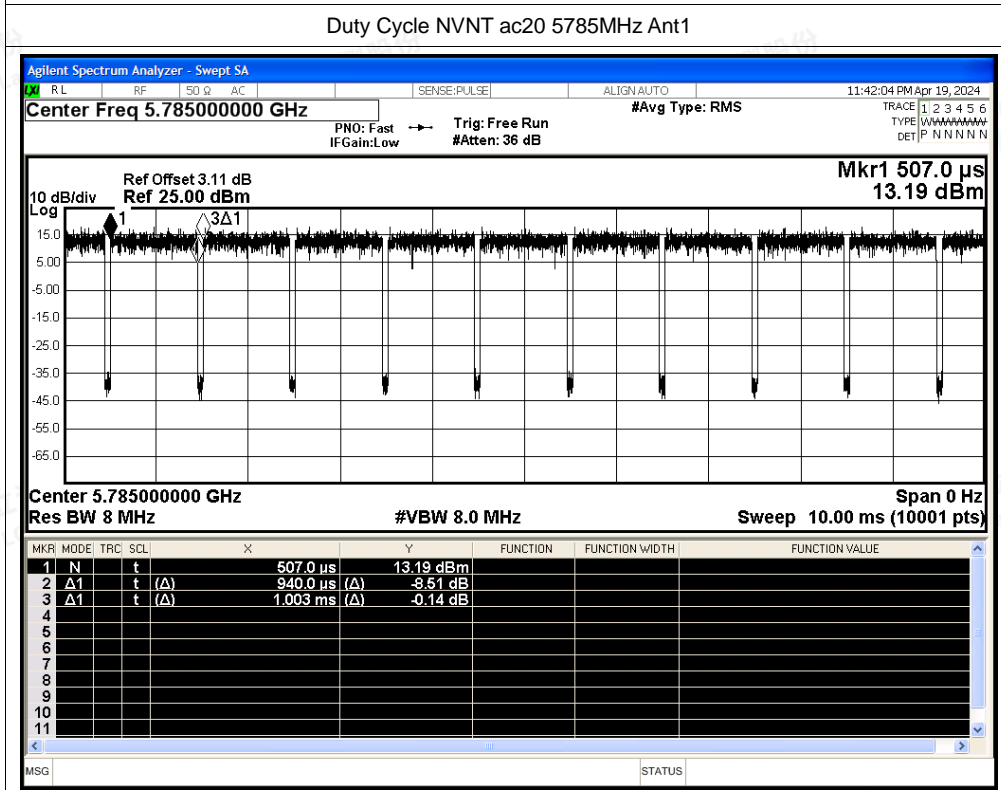 Duty Cycle NVNT ac20 5785MHz Ant1
Agilent Spectrum Analyzer - Swept SA
LXI RL RF 50 Ω AC SENSE:PULSE ALIGN AUTO 11:42:04 PM Apr 19, 2024
Center Freq 5.785000000 GHz #Avg Type: RMS TRACE 1 2 3 4 5 6
PNO: Fast Trig: Free Run TYPE
IFGain:Low #Atten: 36 dB DET P N N N N N
Mkr1 507.0 µs
Ref Offset 3.11 dB
10 dB/div Ref 25.00 dBm 13.19 dBm
Log
1 3Δ1
15.0
5.00
-5.00
-15.0
-25.0
-35.0
-45.0
-55.0
-65.0
Center 5.785000000 GHz Span 0 Hz
Res BW 8 MHz #VBW 8.0 MHz Sweep 10.00 ms (10001 pts)
MKR MODE TRC SCL X Y FUNCTION FUNCTION WIDTH FUNCTION VALUE
1 N t 507.0 µs 13.19 dBm
2 Δ1 t (Δ) 940.0 µs (Δ) -8.51 dB
3 Δ1 t (Δ) 1.003 ms (Δ) -0.14 dB
4
5
6
7
8
9
10
11
MSG STATUS